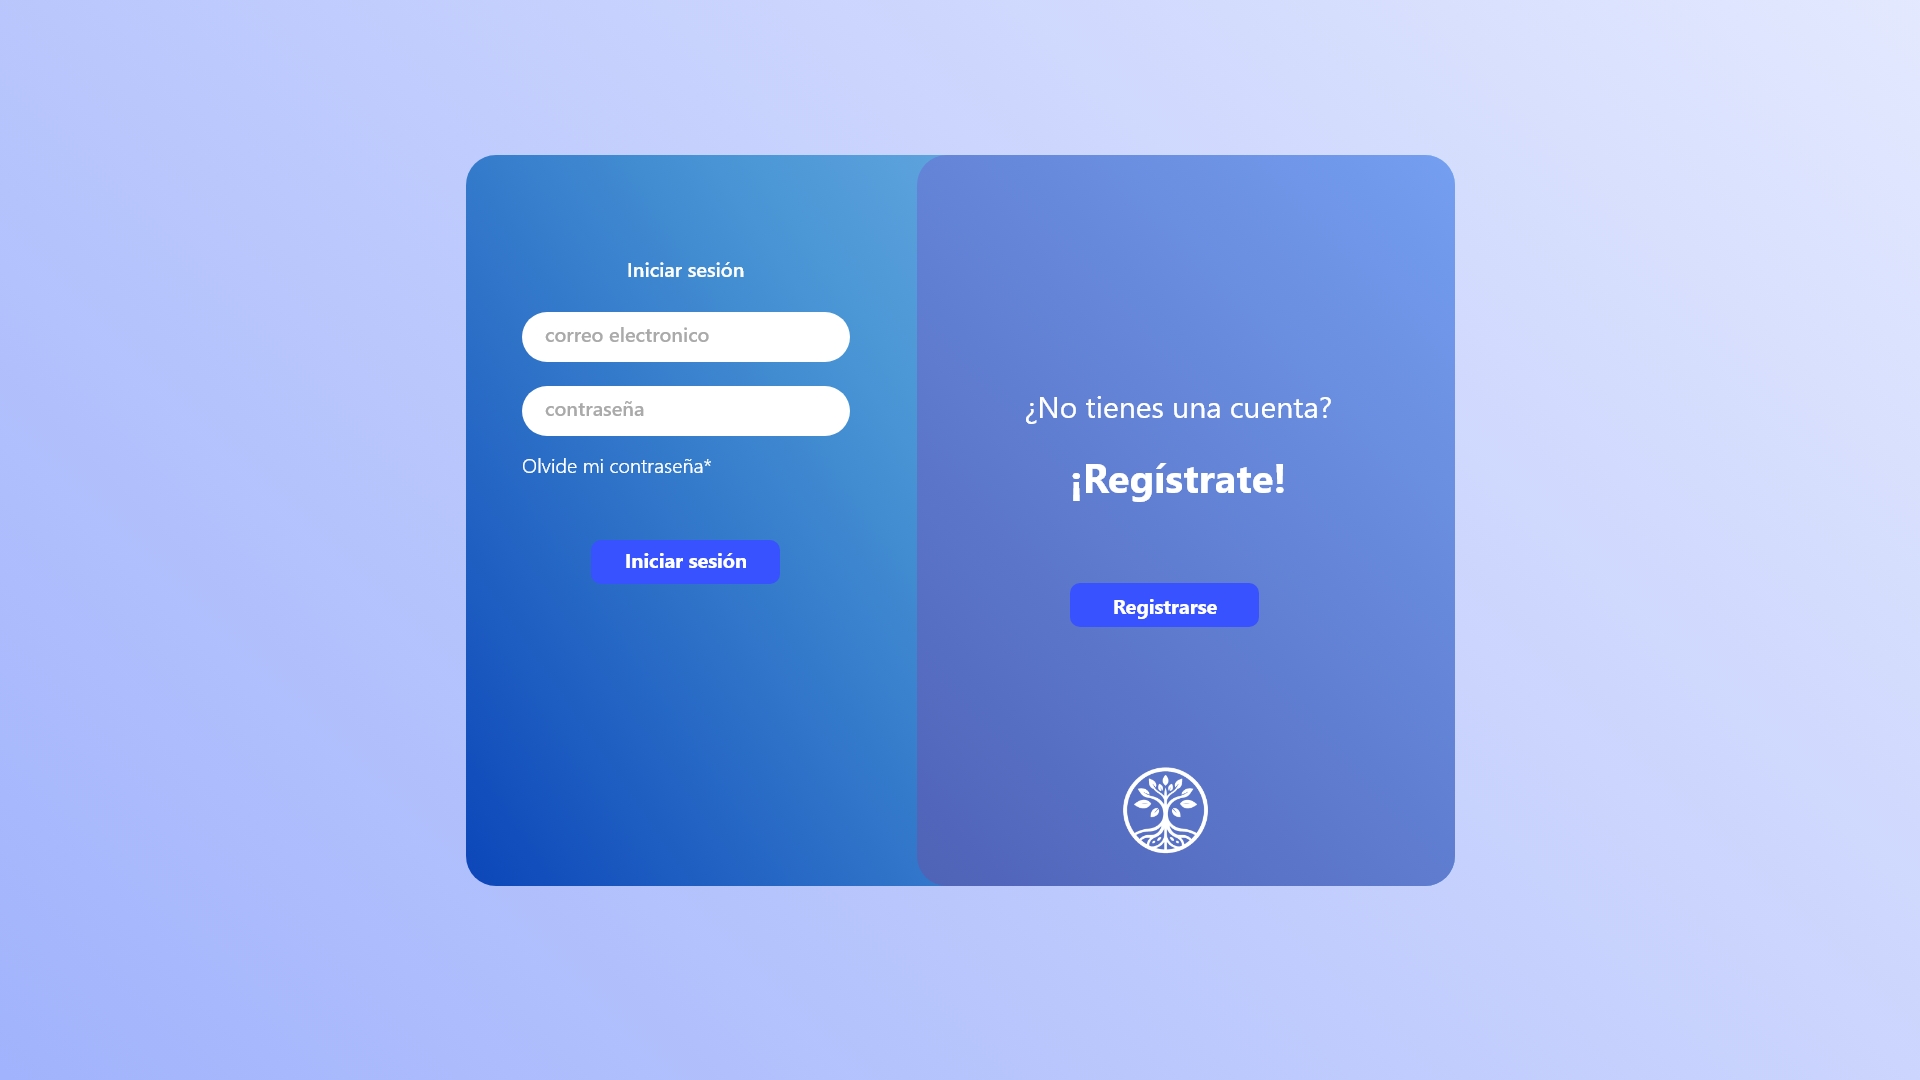 Iniciar sesión
correo electronico
contraseña
Olvide mi contraseña*
Iniciar sesión
¿No tienes una cuenta?
¡Regístrate!
Registrarse